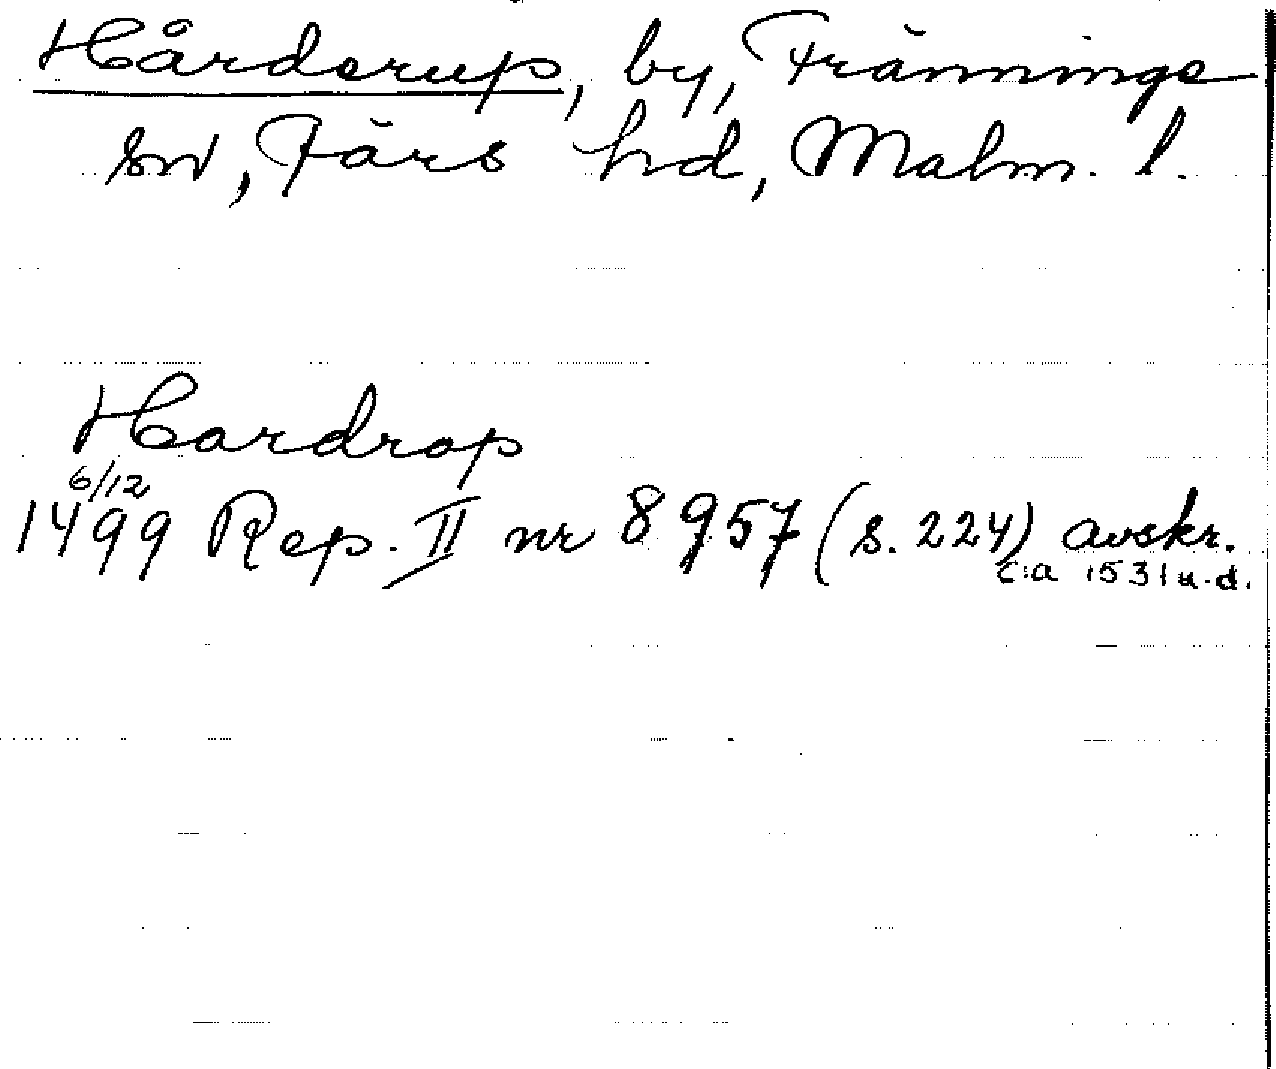 Hårderup, by, Fränninge
sn, Färs hd, Malm. l.
Hardrop
6/12
1499 Rep. II nr 8957 (s. 224) avskr.
c:a 1531 u.d.